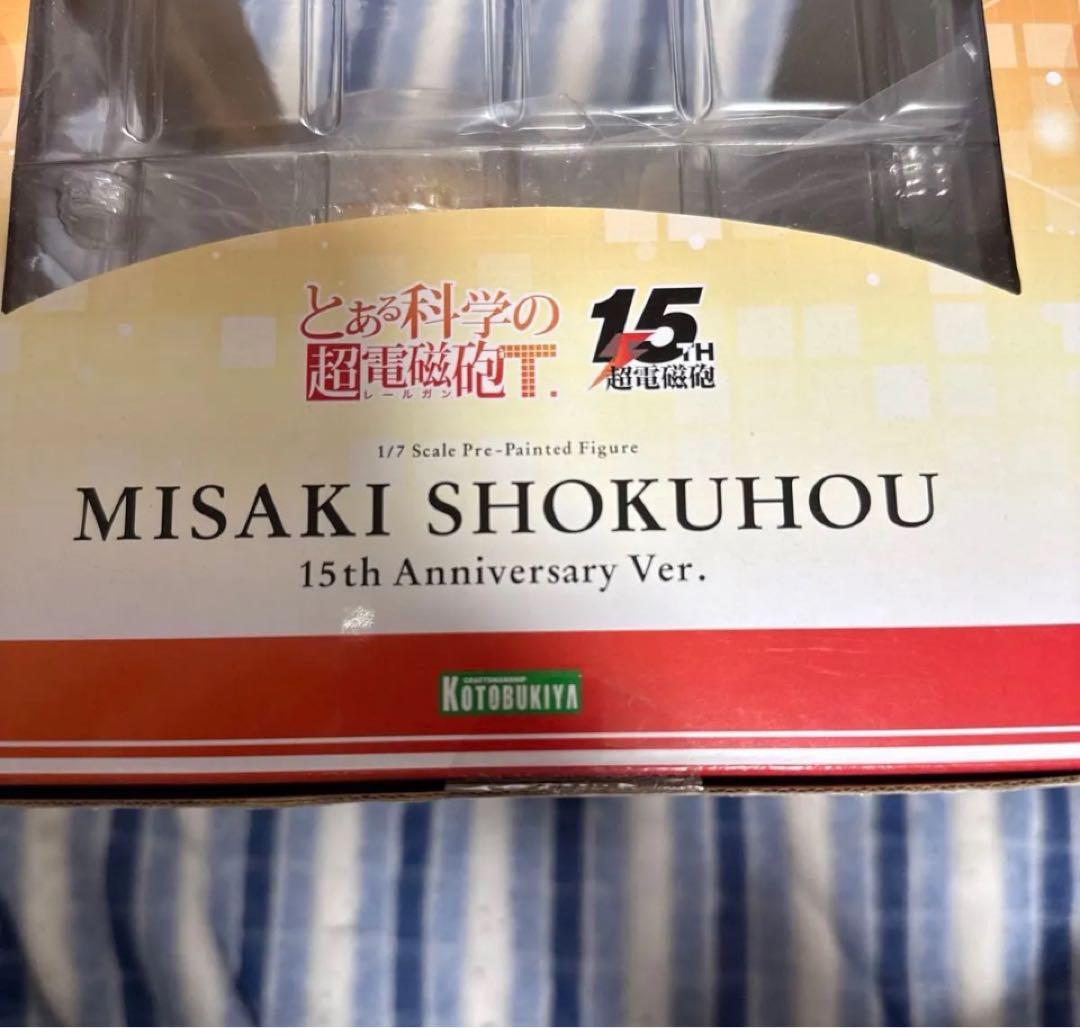 とある科学の
超電磁砲T.
レールガン
15TH
超電磁砲
1/7 Scale Pre-Painted Figure
MISAKI SHOKUHOU
15th Anniversary Ver.
CRAFTSMANSHIP
KOTOBUKIYA